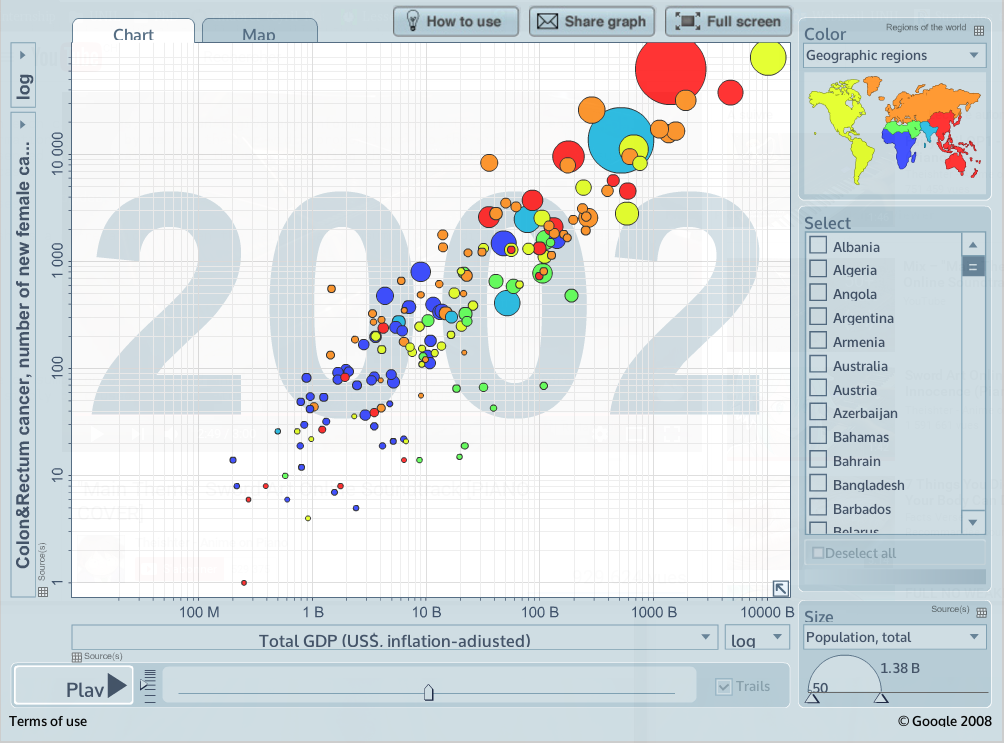 Chart
Map
How to use
Share graph
Full screen
Color
Regions of the world
Geographic regions
log
Colon&Rectum cancer, number of new female ca...
Source(s)
2002
10 000
1 000
100
10
1
100 M
1 B
10 B
100 B
1000 B
10000 B
Select
Albania
Algeria
Angola
Argentina
Armenia
Australia
Austria
Azerbaijan
Bahamas
Bahrain
Bangladesh
Barbados
Belarus
Deselect all
Total GDP (US$. inflation-adjusted)
log
Source(s)
Size
Source(s)
Population, total
1.38 B
50
Play
Trails
Terms of use
© Google 2008